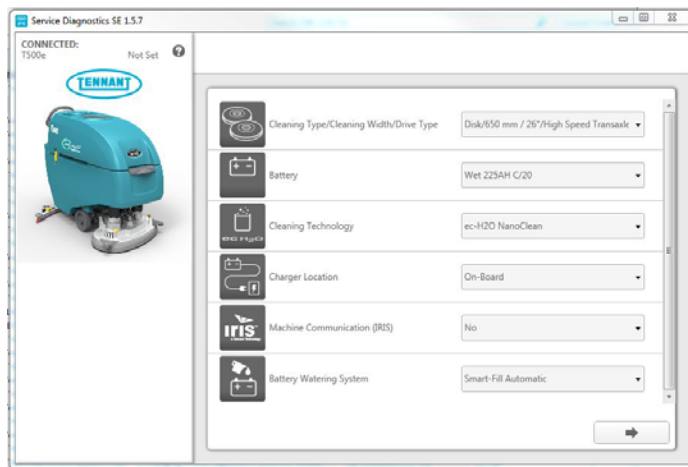 Service Diagnostics SE 1.5.7
CONNECTED:
T500e Not Set ?
TENNANT
Cleaning Type/Cleaning Width/Drive Type Disk/650 mm / 26"/High Speed Transaxle
Battery Wet 225AH C/20
ec H2O Cleaning Technology ec-H2O NanoClean
Charger Location On-Board
IRIS Machine Communication (IRIS) No
Battery Watering System Smart-Fill Automatic